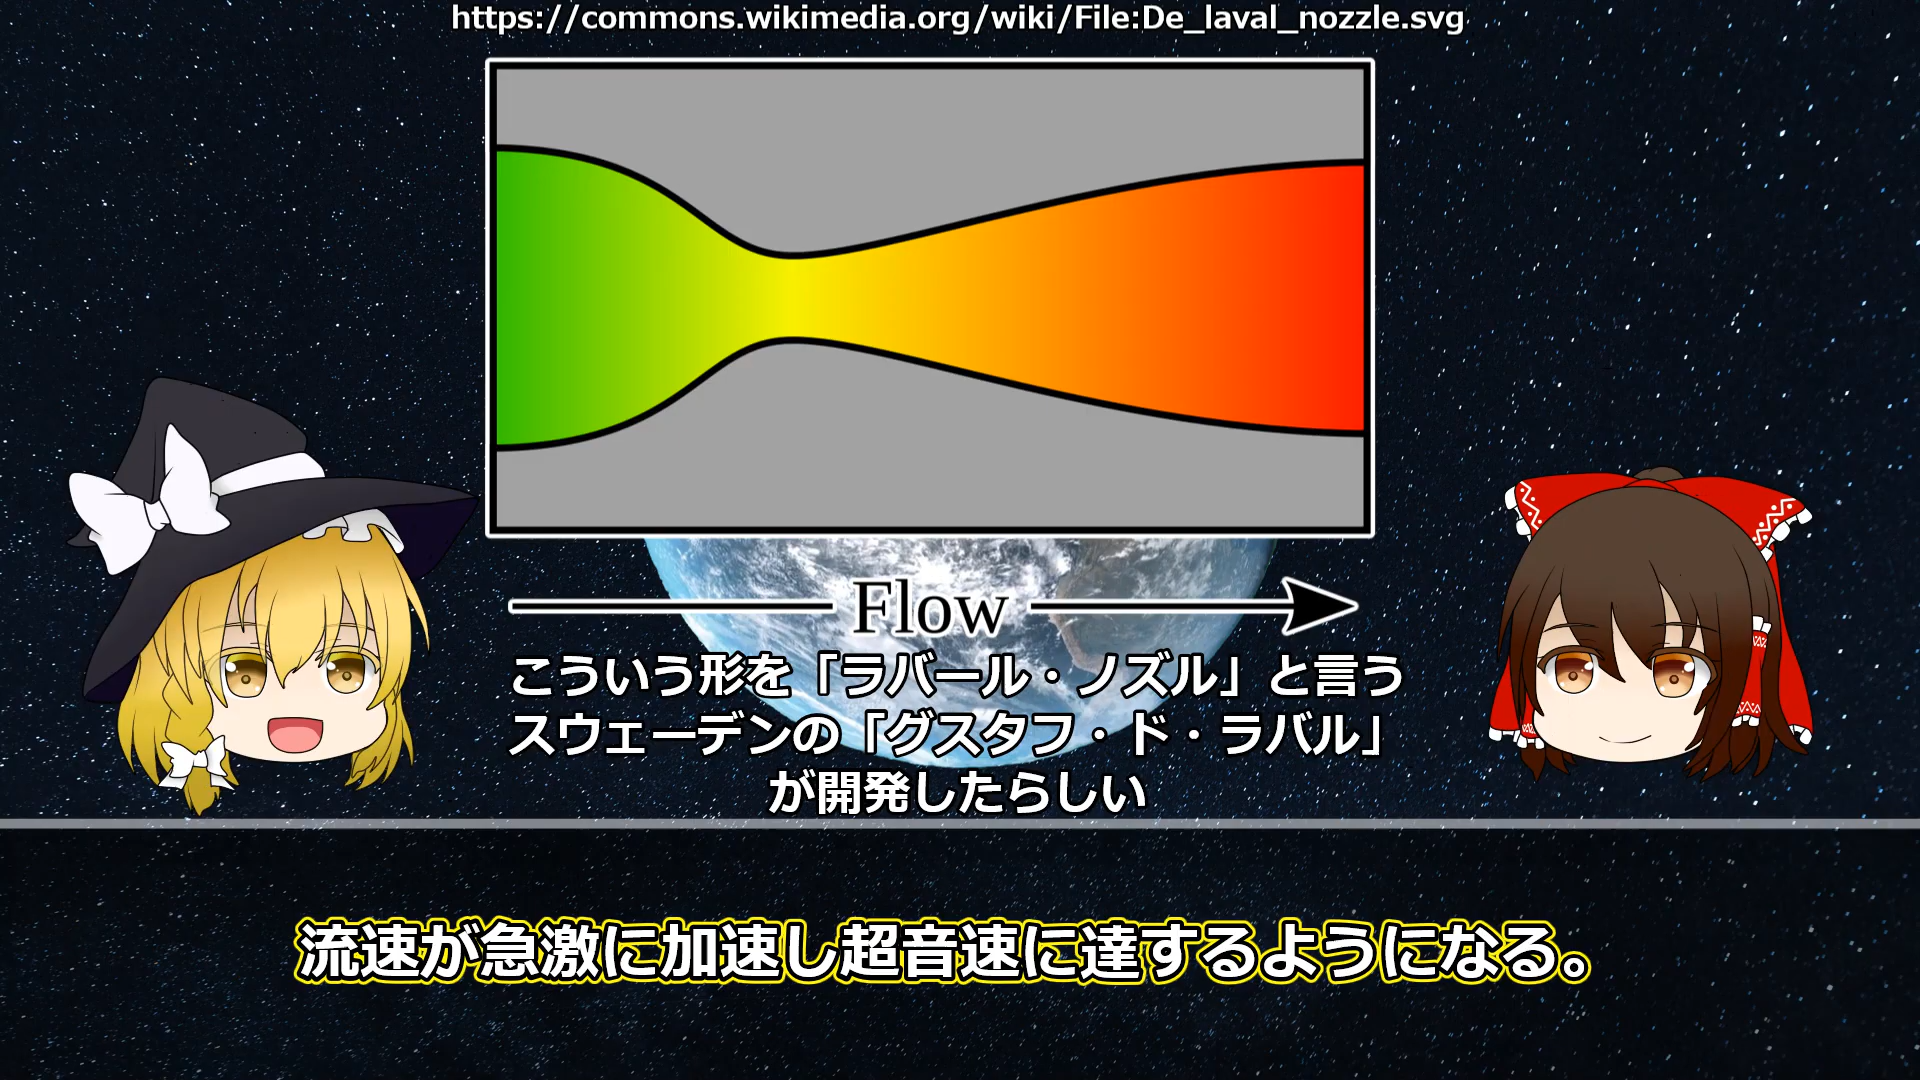 https://commons.wikimedia.org/wiki/File:De_laval_nozzle.svg
Flow
こういう形を「ラバール・ノズル」と言う
スウェーデンの「グスタフ・ド・ラバル」
が開発したらしい
流速が急激に加速し超音速に達するようになる。